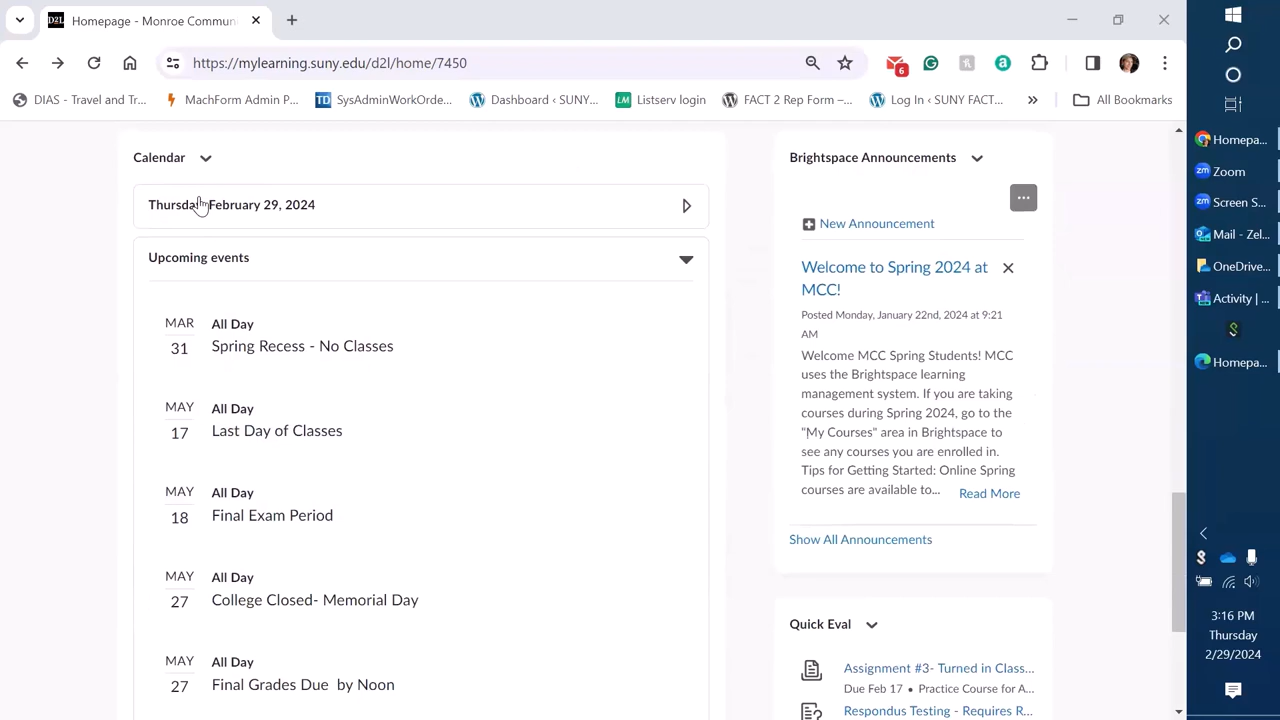 D2L Homepage - Monroe Commun
https://mylearning.suny.edu/d2l/home/7450
6
DIAS - Travel and Tr...
MachForm Admin P...
TD SysAdminWorkOrde...
Dashboard ‹ SUNY...
LM Listserv login
FACT 2 Rep Form –...
Log In ‹ SUNY FACT...
»
All Bookmarks
Calendar
Thursday, February 29, 2024
Upcoming events
MAR
31
All Day
Spring Recess - No Classes
MAY
17
All Day
Last Day of Classes
MAY
18
All Day
Final Exam Period
MAY
27
All Day
College Closed- Memorial Day
MAY
27
All Day
Final Grades Due by Noon
Brightspace Announcements
...
New Announcement
Welcome to Spring 2024 at
MCC!
Posted Monday, January 22nd, 2024 at 9:21
AM
Welcome MCC Spring Students! MCC
uses the Brightspace learning
management system. If you are taking
courses during Spring 2024, go to the
"My Courses" area in Brightspace to
see any courses you are enrolled in.
Tips for Getting Started: Online Spring
courses are available to...
Read More
Show All Announcements
Quick Eval
Assignment #3- Turned in Class...
Due Feb 17 • Practice Course for A...
Respondus Testing - Requires R...
Homepa...
zm Zoom
zm Screen S...
Mail - Zel...
OneDrive...
Activity | ...
Homepa...
3:16 PM
Thursday
2/29/2024